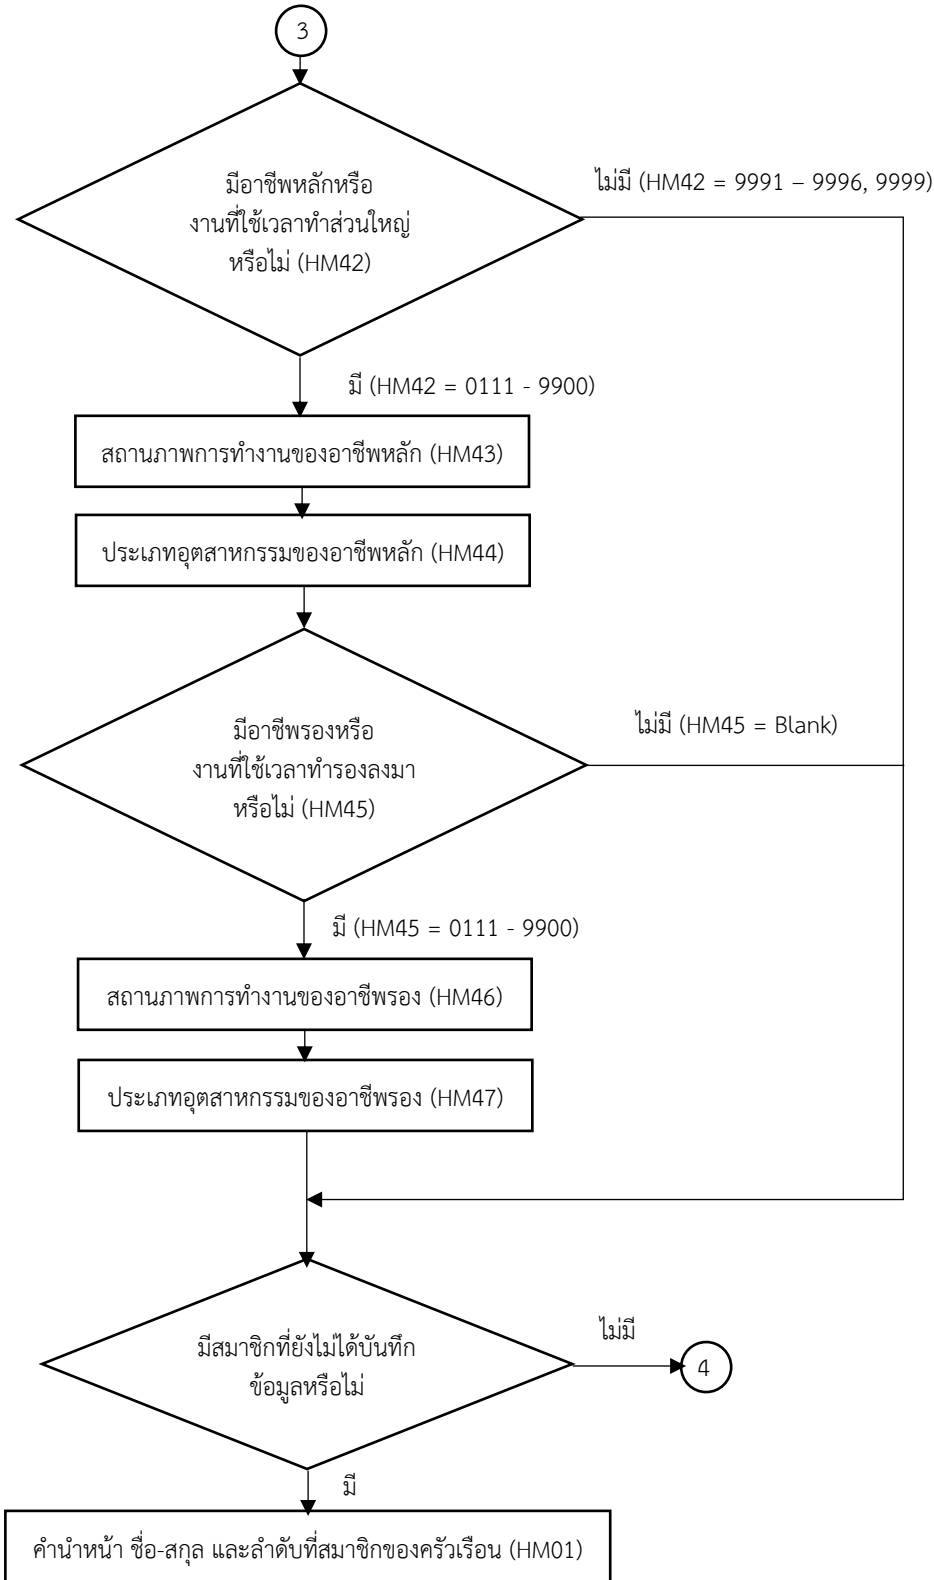 3
มีอาชีพหลักหรือ
งานที่ใช้เวลาทำส่วนใหญ่
หรือไม่ (HM42)
ไม่มี (HM42 = 9991 – 9996, 9999)
มี (HM42 = 0111 - 9900)
สถานภาพการทำงานของอาชีพหลัก (HM43)
ประเภทอุตสาหกรรมของอาชีพหลัก (HM44)
มีอาชีพรองหรือ
งานที่ใช้เวลาทำรองลงมา
หรือไม่ (HM45)
ไม่มี (HM45 = Blank)
มี (HM45 = 0111 - 9900)
สถานภาพการทำงานของอาชีพรอง (HM46)
ประเภทอุตสาหกรรมของอาชีพรอง (HM47)
มีสมาชิกที่ยังไม่ได้บันทึก
ข้อมูลหรือไม่
ไม่มี
4
มี
คำนำหน้า ชื่อ-สกุล และลำดับที่สมาชิกของครัวเรือน (HM01)